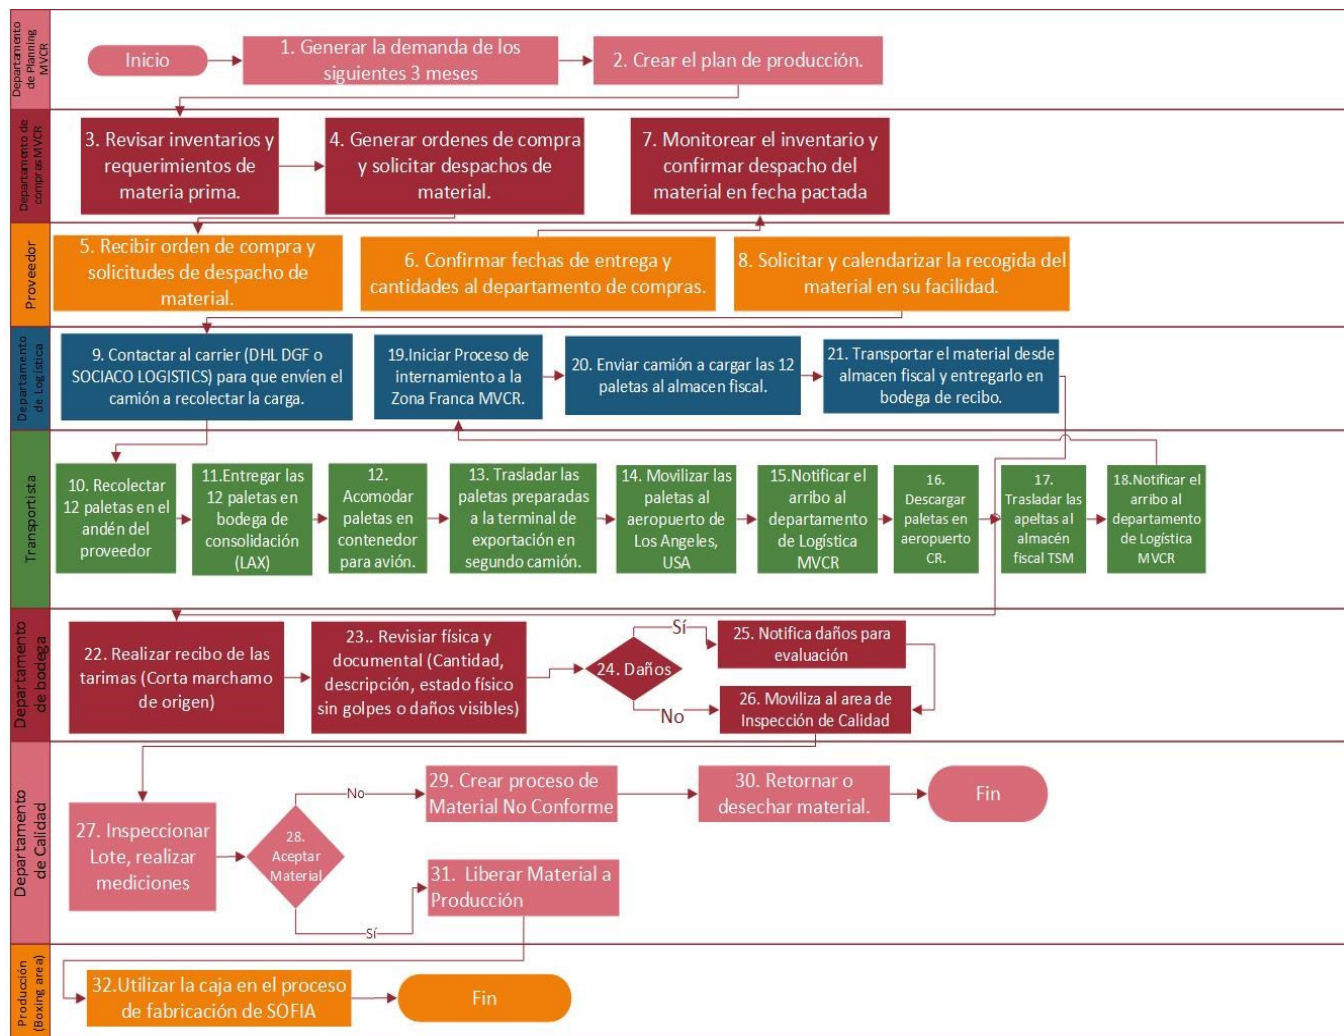 Departamento
de Planning
MVCR
Inicio
1. Generar la demanda de los
siguientes 3 meses
2. Crear el plan de producción.
Departamento de
compras MVCR
3. Revisar inventarios y
requerimientos de
materia prima.
4. Generar ordenes de compra
y solicitar despachos de
material.
7. Monitorear el inventario y
confirmar despacho del
material en fecha pactada
Proveedor
5. Recibir orden de compra y
solicitudes de despacho de
material.
6. Confirmar fechas de entrega y
cantidades al departamento de compras.
8. Solicitar y calendarizar la recogida del
material en su facilidad.
Departamento
de Logística
9. Contactar al carrier (DHL DGF o
SOCIACO LOGISTICS) para que envíen el
camión a recolectar la carga.
19.Iniciar Proceso de
internamiento a la
Zona Franca MVCR.
20. Enviar camión a cargar las 12
paletas al almacen fiscal.
21. Transportar el material desde
almacen fiscal y entregarlo en
bodega de recibo.
Transportista
10. Recolectar
12 paletas en el
andén del
proveedor
11.Entregar las
12 paletas en
bodega de
consolidación
(LAX)
12.
Acomodar
paletas en
contenedor
para avión.
13. Trasladar las
paletas preparadas
a la terminal de
exportación en
segundo camión.
14. Movilizar las
paletas al
aeropuerto de
Los Angeles,
USA
15.Notificar el
arribo al
departamento
de Logística
MVCR
16.
Descargar
paletas en
aeropuerto
CR.
17.
Trasladar las
apeltas al
almacén
fiscal TSM
18.Notificar el
arribo al
departamento
de Logística
MVCR
Departamento
de bodega
22. Realizar recibo de las
tarimas (Corta marchamo
de origen)
23.. Revisiar física y
documental (Cantidad,
descripción, estado físico
sin golpes o daños visibles)
24. Daños
Sí
No
25. Notifica daños para
evaluación
26. Moviliza al area de
Inspección de Calidad
Departamento
de Calidad
27. Inspeccionar
Lote, realizar
mediciones
28.
Aceptar
Material
No
Sí
29. Crear proceso de
Material No Conforme
30. Retornar o
desechar material.
Fin
31. Liberar Material a
Producción
Producción
(Boxing area)
32.Utilizar la caja en el proceso
de fabricación de SOFIA
Fin